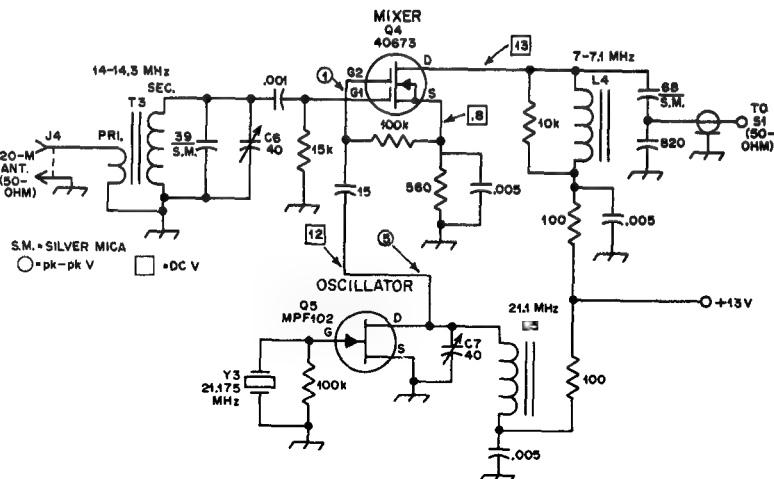 MIXER
Q4
40673
14-14.3 MHz
SEC.
T3
PRI.
J4
20-M
ANT.
(50-
OHM)
39
S.M.
C6
40
.001
15k
1
G2
G1
D
S
100k
15
560
.005
.8
13
10k
7-7.1 MHz
L4
68
S.M.
820
TO
S1
(50-
OHM)
100
.005
+13V
S.M. = SILVER MICA
= pk-pk V
= DC V
12
5
OSCILLATOR
Q5
MPF102
G
D
S
Y3
21.175
MHz
100k
C7
40
21.1 MHz
100
.005